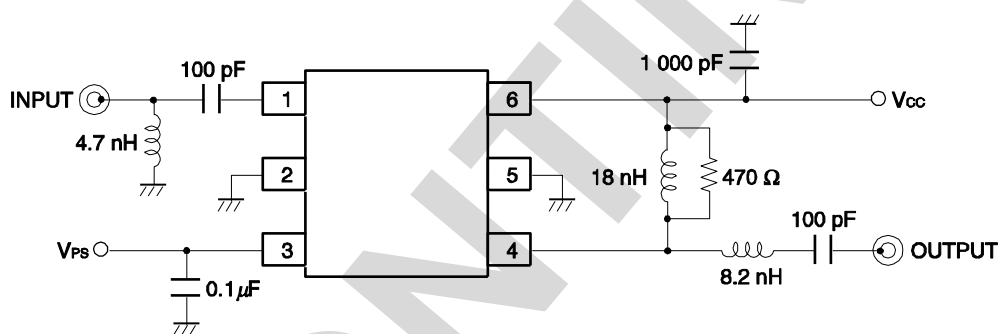 100 pF
1 000 pF
INPUT
1
6
VCC
4.7 nH
2
5
18 nH
470 Ω
100 pF
VPS
3
4
OUTPUT
8.2 nH
0.1 μF